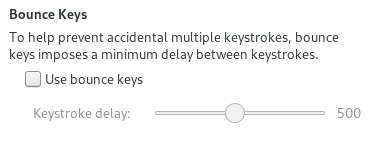 Bounce Keys
To help prevent accidental multiple keystrokes, bounce
keys imposes a minimum delay between keystrokes.
Use bounce keys
Keystroke delay: 500